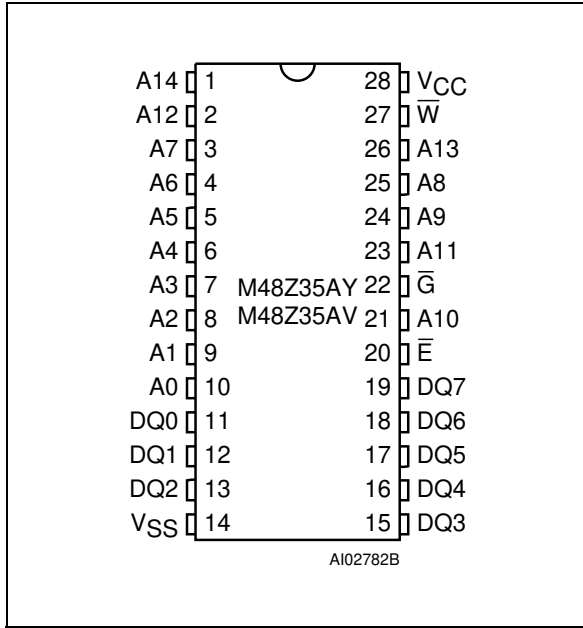 A14 1 28 VCC
A12 2 27 W̅
A7 3 26 A13
A6 4 25 A8
A5 5 24 A9
A4 6 23 A11
A3 7 M48Z35AY 22 G̅
A2 8 M48Z35AV 21 A10
A1 9 20 E̅
A0 10 19 DQ7
DQ0 11 18 DQ6
DQ1 12 17 DQ5
DQ2 13 16 DQ4
VSS 14 15 DQ3
AI02782B